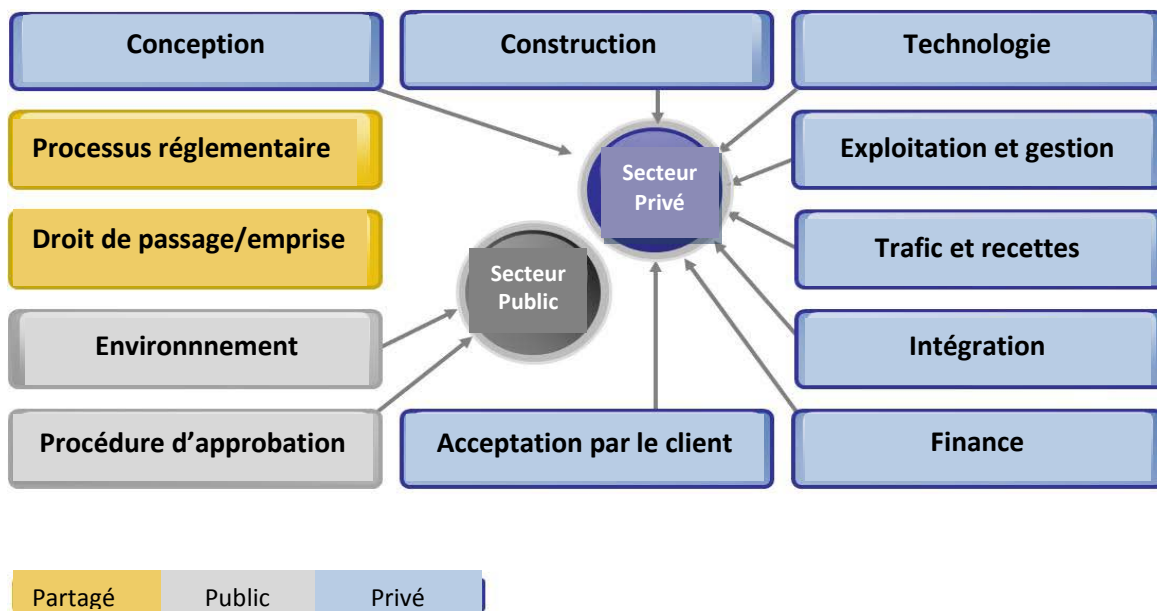 Conception
Construction
Technologie
Processus réglementaire
Secteur
Privé
Exploitation et gestion
Droit de passage/emprise
Trafic et recettes
Secteur
Public
Environnnement
Intégration
Procédure d’approbation
Acceptation par le client
Finance
Partagé
Public
Privé